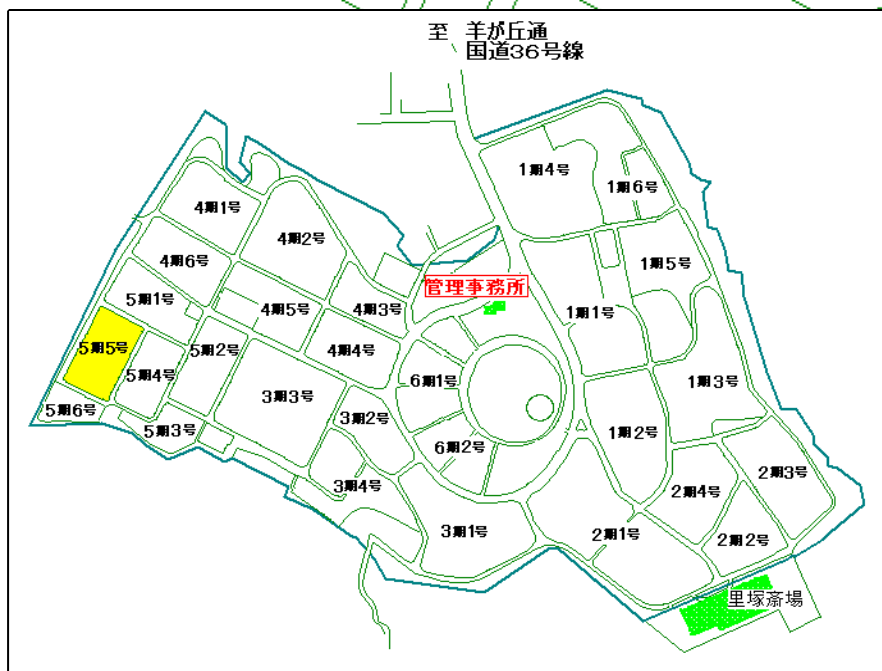 至 羊が丘通
国道36号線
1期4号
1期6号
4期1号
4期2号
1期5号
4期6号
管理事務所
5期1号
4期5号
4期3号
1期1号
5期5号
5期2号
4期4号
5期4号
6期1号
1期3号
3期3号
5期6号
3期2号
5期3号
6期2号
1期2号
2期3号
3期4号
2期4号
3期1号
2期1号
2期2号
里塚斎場